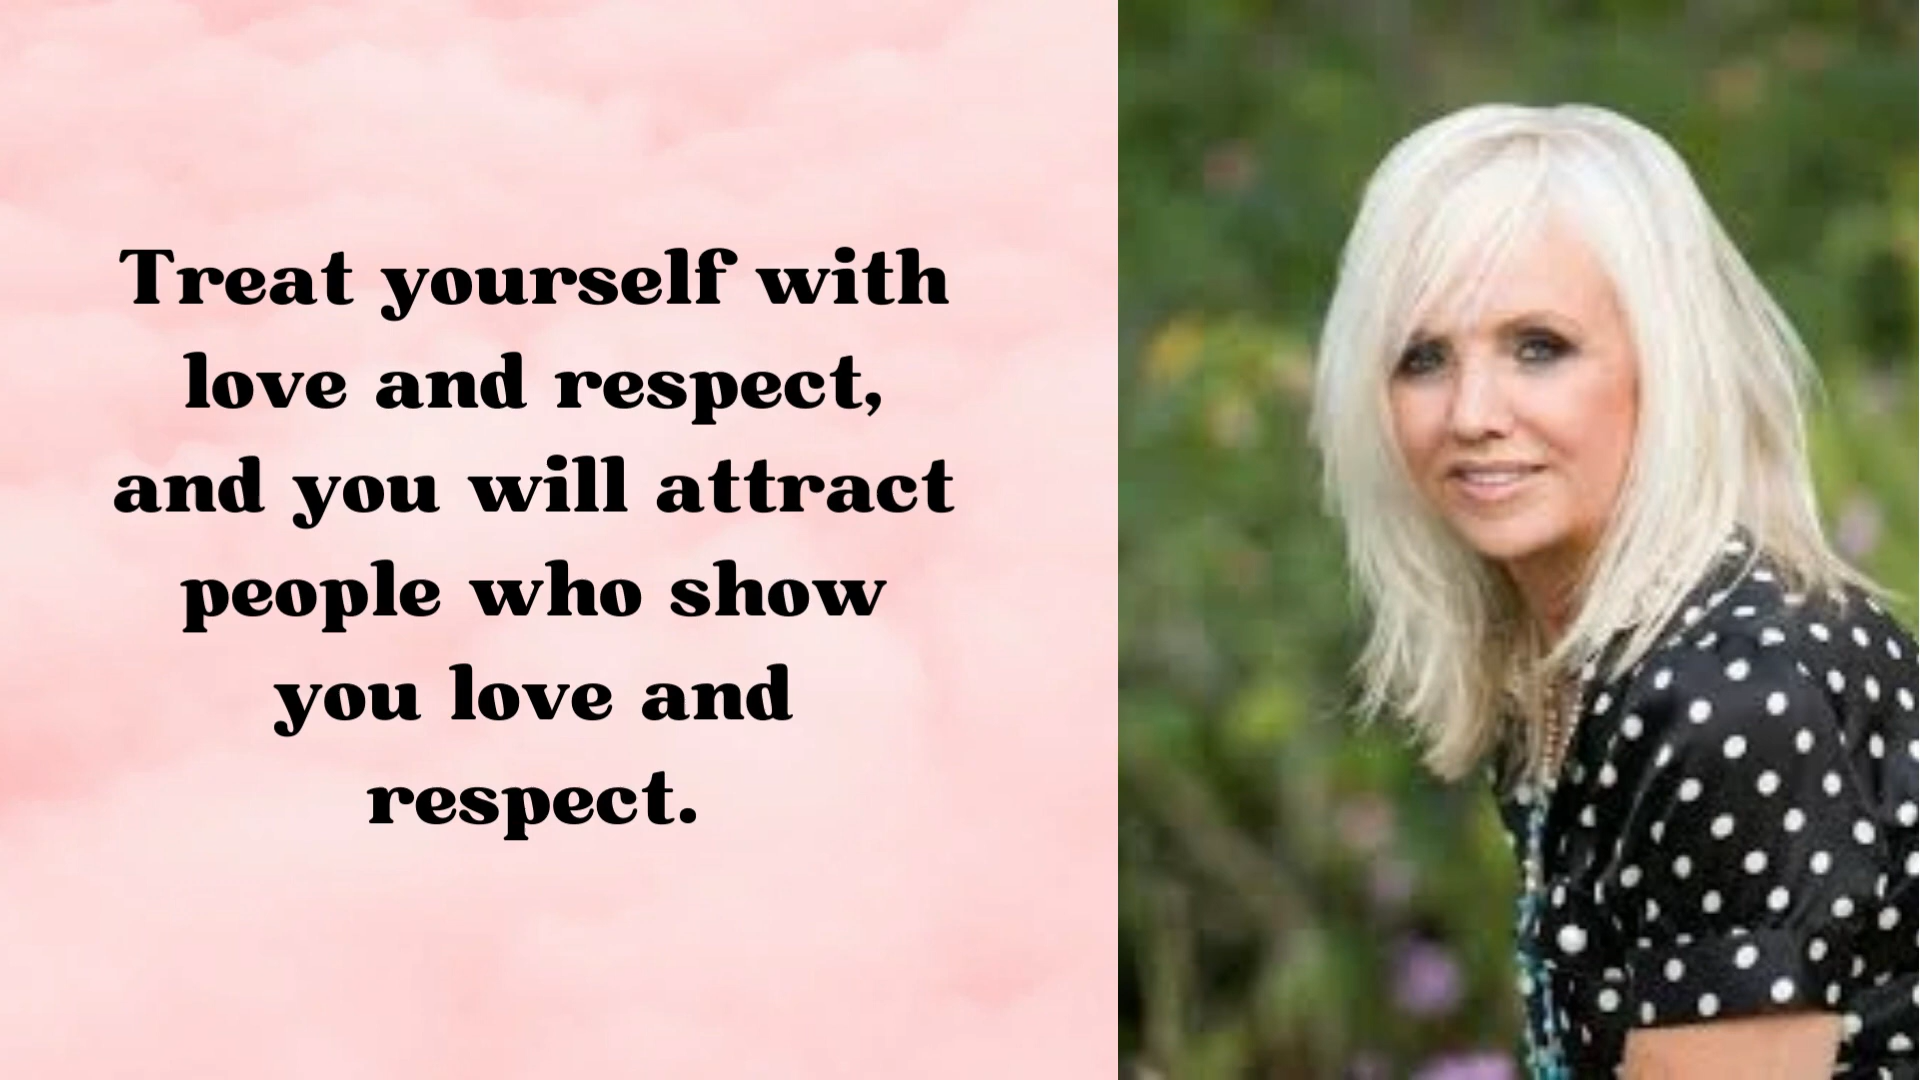 Treat yourself with
love and respect,
and you will attract
people who show
you love and
respect.